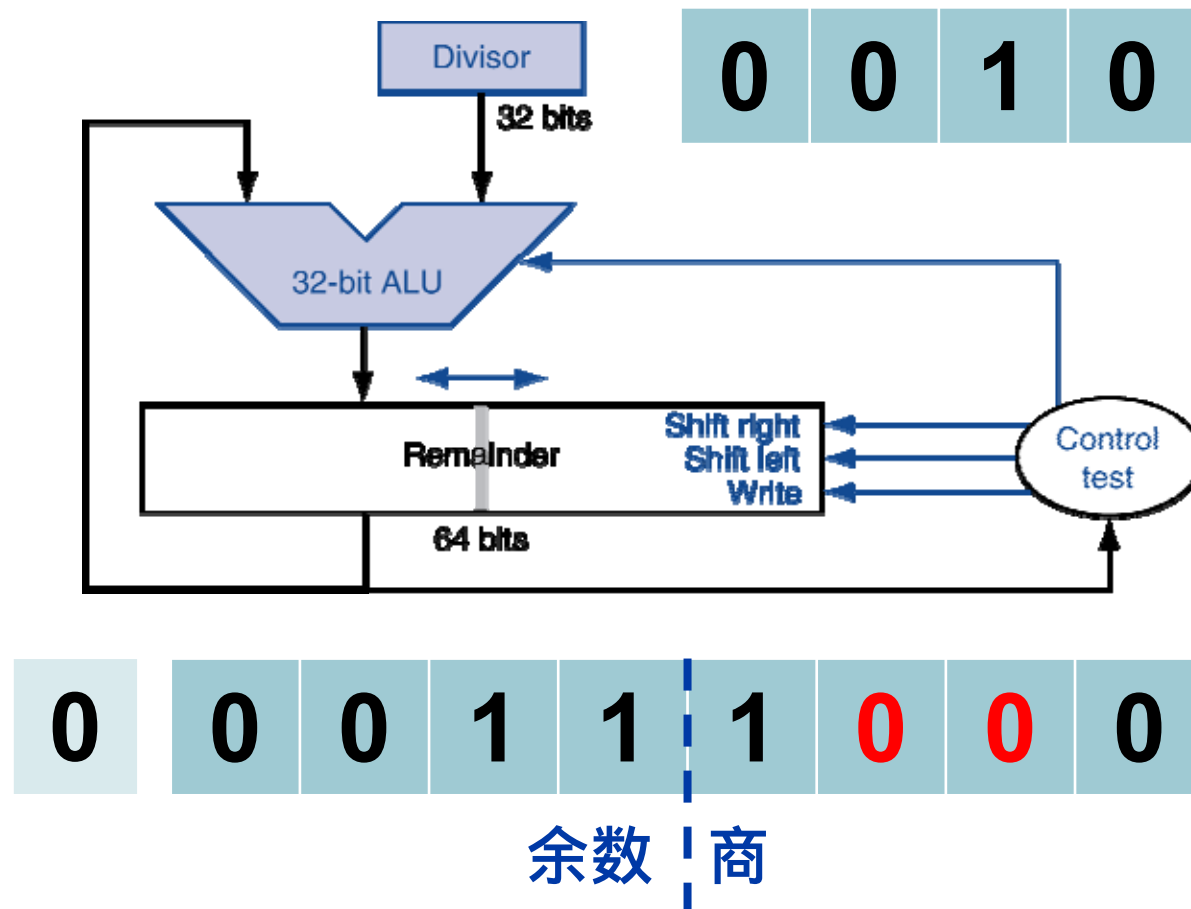 Divisor
0 0 1 0
32 bits
32-bit ALU
Remainder
Shift right
Shift left
Write
Control
test
64 bits
0 0 0 1 1 1 0 0 0
余数 商